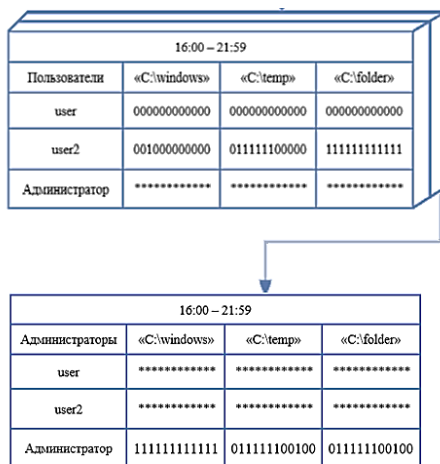 16:00 – 21:59
Пользователи «C:\windows» «C:\temp» «C:\folder»
user 000000000000 000000000000 000000000000
user2 001000000000 011111100000 111111111111
Администратор ************ ************ ************
16:00 – 21:59
Администраторы «C:\windows» «C:\temp» «C:\folder»
user ************ ************ ************
user2 ************ ************ ************
Администратор 111111111111 011111100100 011111100100